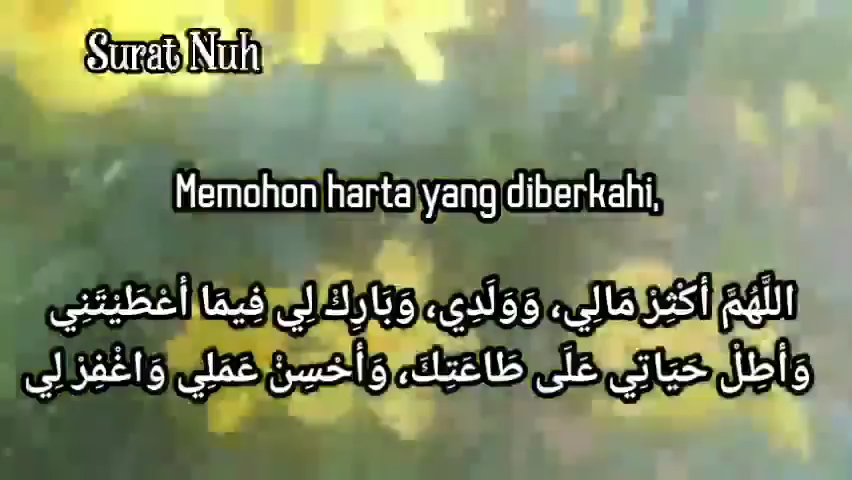 Surat Nuh
Memohon harta yang diberkahi,
اللَّهُمَّ أَكْثِرْ مَالِي، وَوَلَدِي، وَبَارِكْ لِي فِيمَا أَعْطَيْتَنِي
وَأَطِلْ حَيَاتِي عَلَى طَاعَتِكَ، وَأَحْسِنْ عَمَلِي وَاغْفِرْ لِي